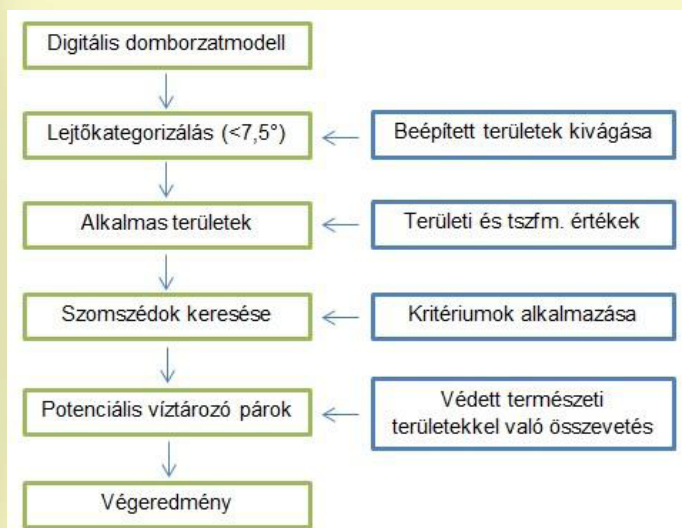 Digitális domborzatmodell
Lejtőkategorizálás (<7,5°)
Beépített területek kivágása
Alkalmas területek
Területi és tszfm. értékek
Szomszédok keresése
Kritériumok alkalmazása
Potenciális víztározó párok
Védett természeti
területekkel való összevetés
Végeredmény